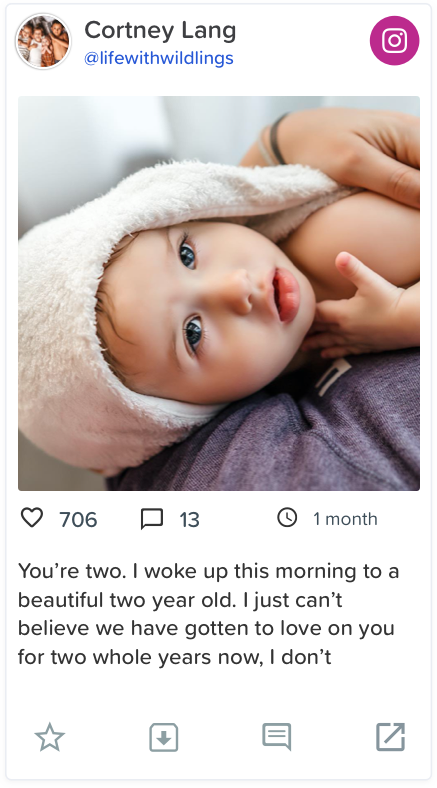 Cortney Lang
@lifewithwildlings
706
13
1 month
You’re two. I woke up this morning to a
beautiful two year old. I just can’t
believe we have gotten to love on you
for two whole years now, I don’t